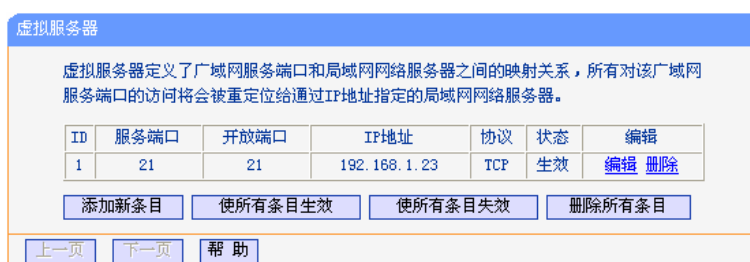 虚拟服务器
虚拟服务器定义了广域网服务端口和局域网网络服务器之间的映射关系，所有对该广域网
服务端口的访问将会被重定位给通过IP地址指定的局域网网络服务器。
ID 服务端口 开放端口 IP地址 协议 状态 编辑
1 21 21 192.168.1.23 TCP 生效 编辑 删除
添加新条目 使所有条目生效 使所有条目失效 删除所有条目
上一页 下一页 帮 助